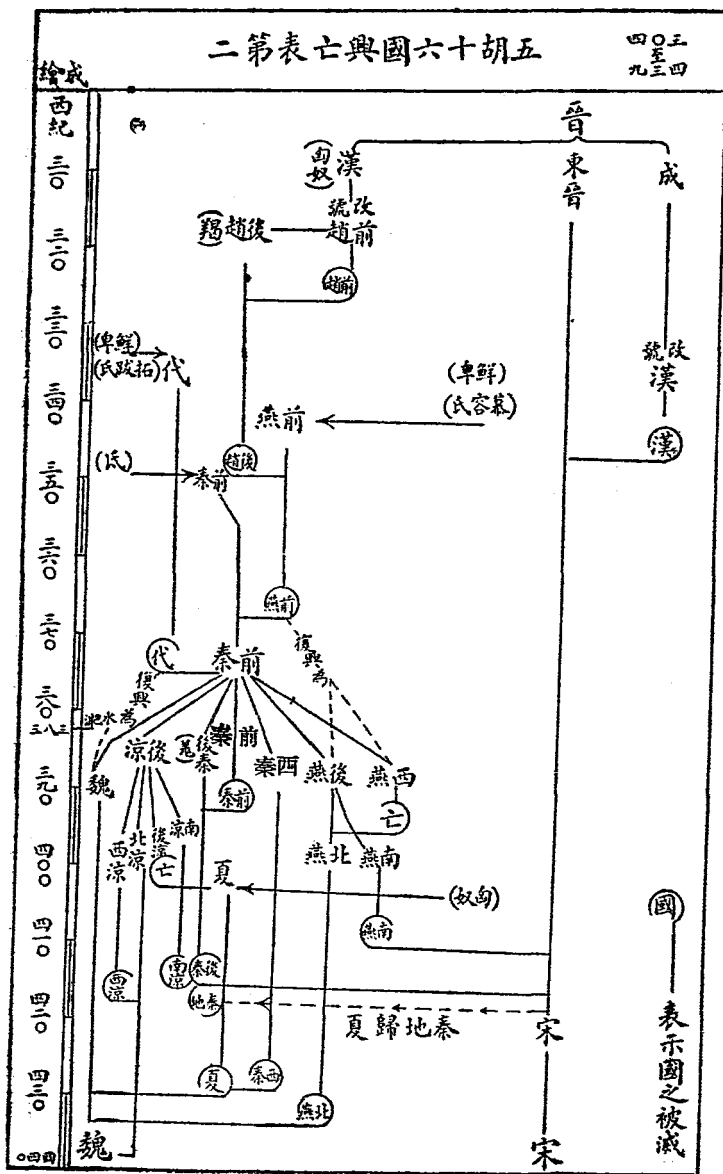 五胡十六國興亡表第二
三〇四
至
四三九
成繪
西紀
三一〇
三二〇
三三〇
三四〇
三五〇
三六〇
三七〇
三八〇
三八三
淝水
三九〇
四〇〇
四一〇
四二〇
四三〇
四四〇
晉
成
東晉
漢
(匈奴)
改號
前趙
後趙(羯)
前趙
改號
漢
漢
(鮮卑)
(拓跋氏)
代
(鮮卑)
(慕容氏)
前燕
後趙
(氐)
前秦
前燕
復興為
代
復興為
前秦
魏
後涼
後秦
前秦
西秦
後燕
西燕
前秦
亡
西涼
北涼
後涼
南涼
亡
夏
北燕
南燕
(匈奴)
南燕
西涼
南涼
後秦
秦地
秦地歸夏
宋
夏
西秦
北燕
魏
宋
國
表示國之被滅